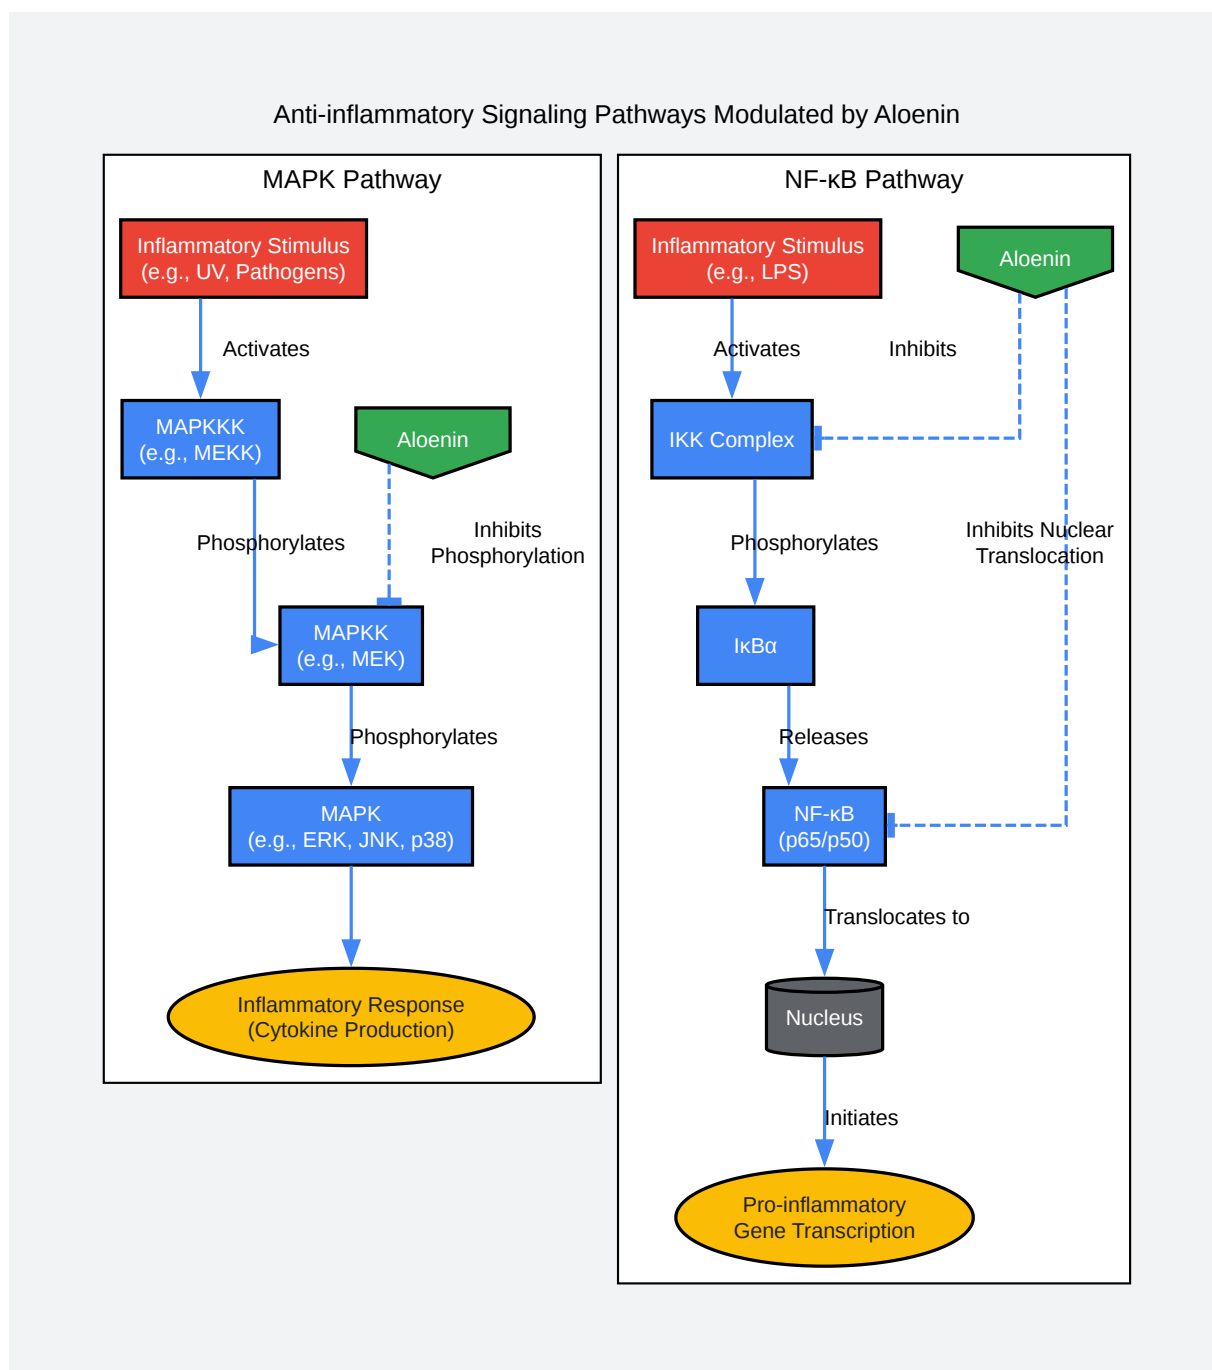 Anti-inflammatory Signaling Pathways Modulated by Aloenin
MAPK Pathway
Inflammatory Stimulus
(e.g., UV, Pathogens)
Activates
MAPKKK
(e.g., MEKK)
Aloenin
Phosphorylates
Inhibits
Phosphorylation
MAPKK
(e.g., MEK)
Phosphorylates
MAPK
(e.g., ERK, JNK, p38)
Inflammatory Response
(Cytokine Production)
NF-κB Pathway
Inflammatory Stimulus
(e.g., LPS)
Aloenin
Activates
Inhibits
IKK Complex
Phosphorylates
Inhibits Nuclear
Translocation
IκBα
Releases
NF-κB
(p65/p50)
Translocates to
Nucleus
Initiates
Pro-inflammatory
Gene Transcription